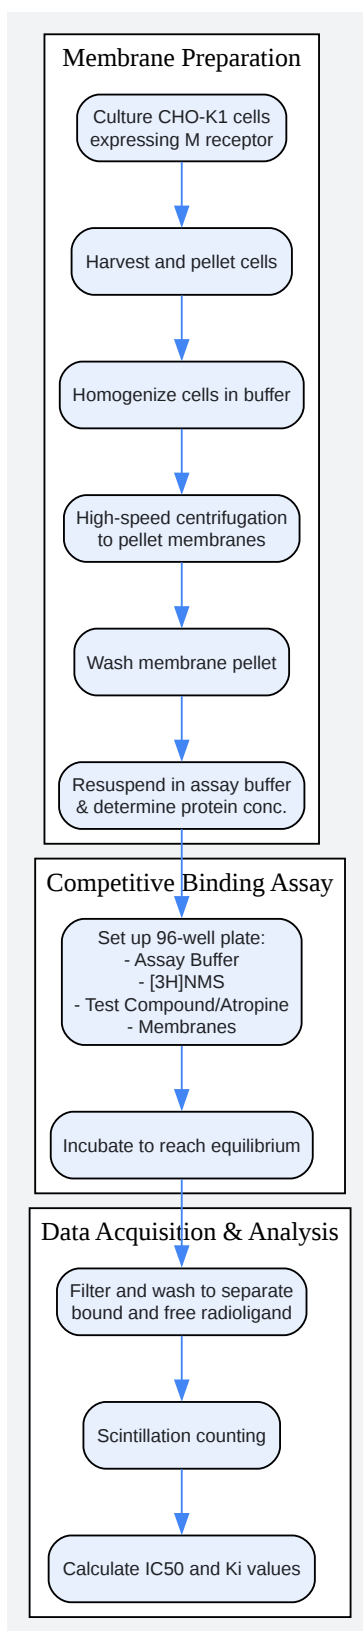 Membrane Preparation
Culture CHO-K1 cells
expressing M receptor
Harvest and pellet cells
Homogenize cells in buffer
High-speed centrifugation
to pellet membranes
Wash membrane pellet
Resuspend in assay buffer
& determine protein conc.
Competitive Binding Assay
Set up 96-well plate:
- Assay Buffer
- [3H]NMS
- Test Compound/Atropine
- Membranes
Incubate to reach equilibrium
Data Acquisition & Analysis
Filter and wash to separate
bound and free radioligand
Scintillation counting
Calculate IC50 and Ki values